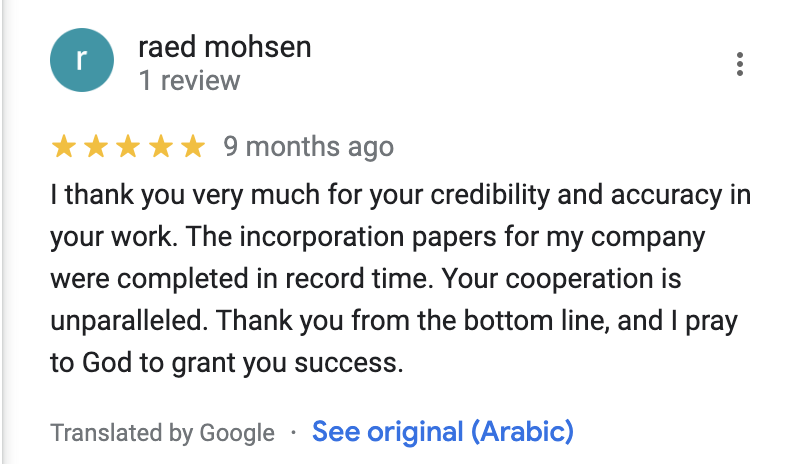 r
raed mohsen
1 review
9 months ago
I thank you very much for your credibility and accuracy in
your work. The incorporation papers for my company
were completed in record time. Your cooperation is
unparalleled. Thank you from the bottom line, and I pray
to God to grant you success.
Translated by Google · See original (Arabic)